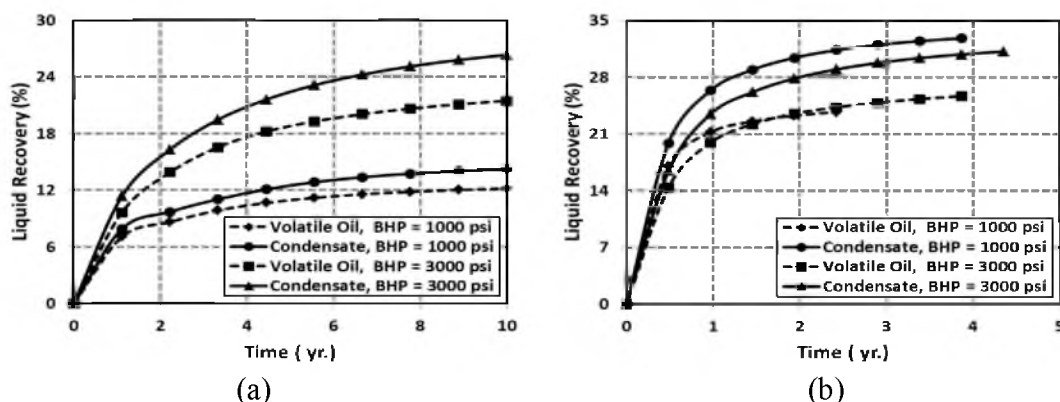 30
24
18
12
6
0
Liquid Recovery (%)
0 2 4 6 8 10
Time ( yr.)
Volatile Oil, BHP = 1000 psi
Condensate, BHP = 1000 psi
Volatile Oil, BHP = 3000 psi
Condensate, BHP = 3000 psi
(a)
35
28
21
14
7
0
Liquid Recovery (%)
0 1 2 3 4 5
Time ( yr.)
Volatile Oil, BHP = 1000 psi
Condensate, BHP = 1000 psi
Volatile Oil, BHP = 3000 psi
Condensate, BHP = 3000 psi
(b)